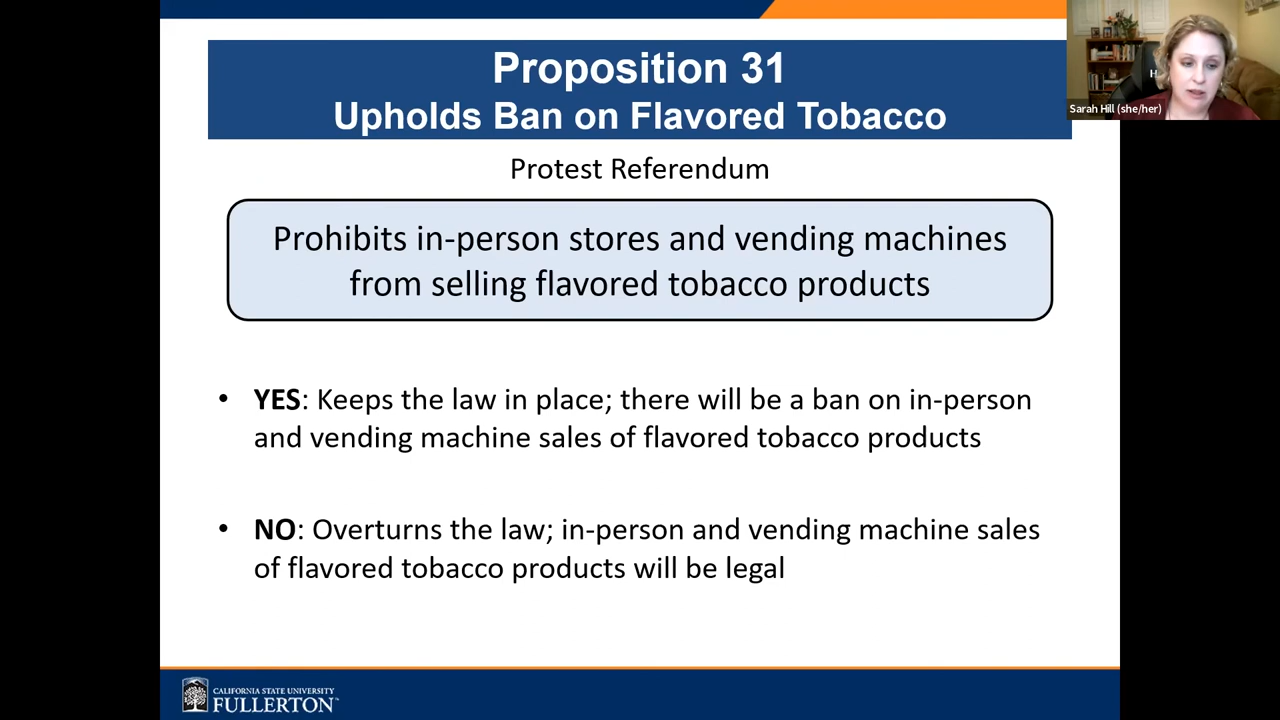 Proposition 31
Upholds Ban on Flavored Tobacco
Protest Referendum
Prohibits in-person stores and vending machines
from selling flavored tobacco products
• YES: Keeps the law in place; there will be a ban on in-person
and vending machine sales of flavored tobacco products
• NO: Overturns the law; in-person and vending machine sales
of flavored tobacco products will be legal
CALIFORNIA STATE UNIVERSITY
FULLERTON™
H
Sarah Hill (she/her)